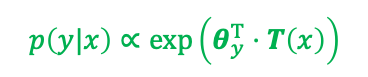 p(y|x) ∝ exp(θ_y^T · T(x))